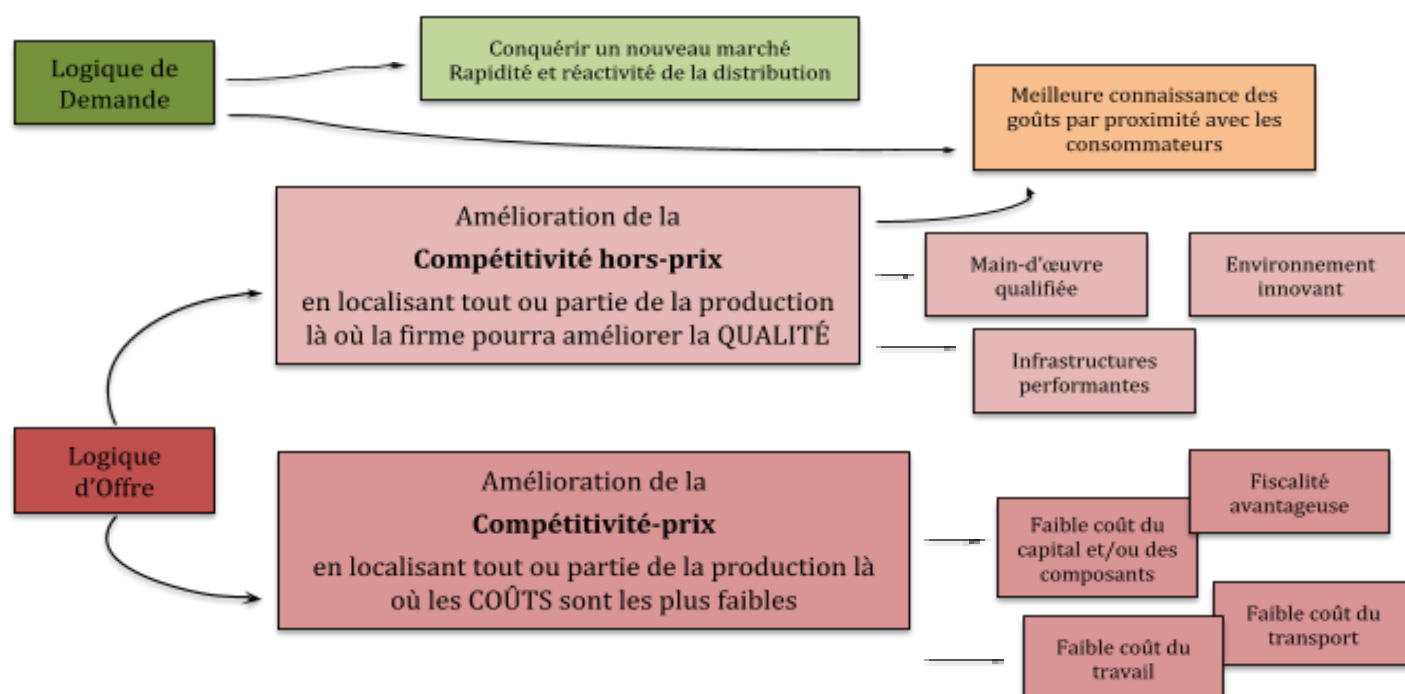 Logique de
Demande
Conquérir un nouveau marché
Rapidité et réactivité de la distribution
Meilleure connaissance des
goûts par proximité avec les
consommateurs
Amélioration de la
Compétitivité hors-prix
en localisant tout ou partie de la production
là où la firme pourra améliorer la QUALITÉ
Main-d'œuvre
qualifiée
Environnement
innovant
Infrastructures
performantes
Logique
d'Offre
Amélioration de la
Compétitivité-prix
en localisant tout ou partie de la production là
où les COÛTS sont les plus faibles
Fiscalité
avantageuse
Faible coût du
capital et/ou des
composants
Faible coût du
transport
Faible coût du
travail